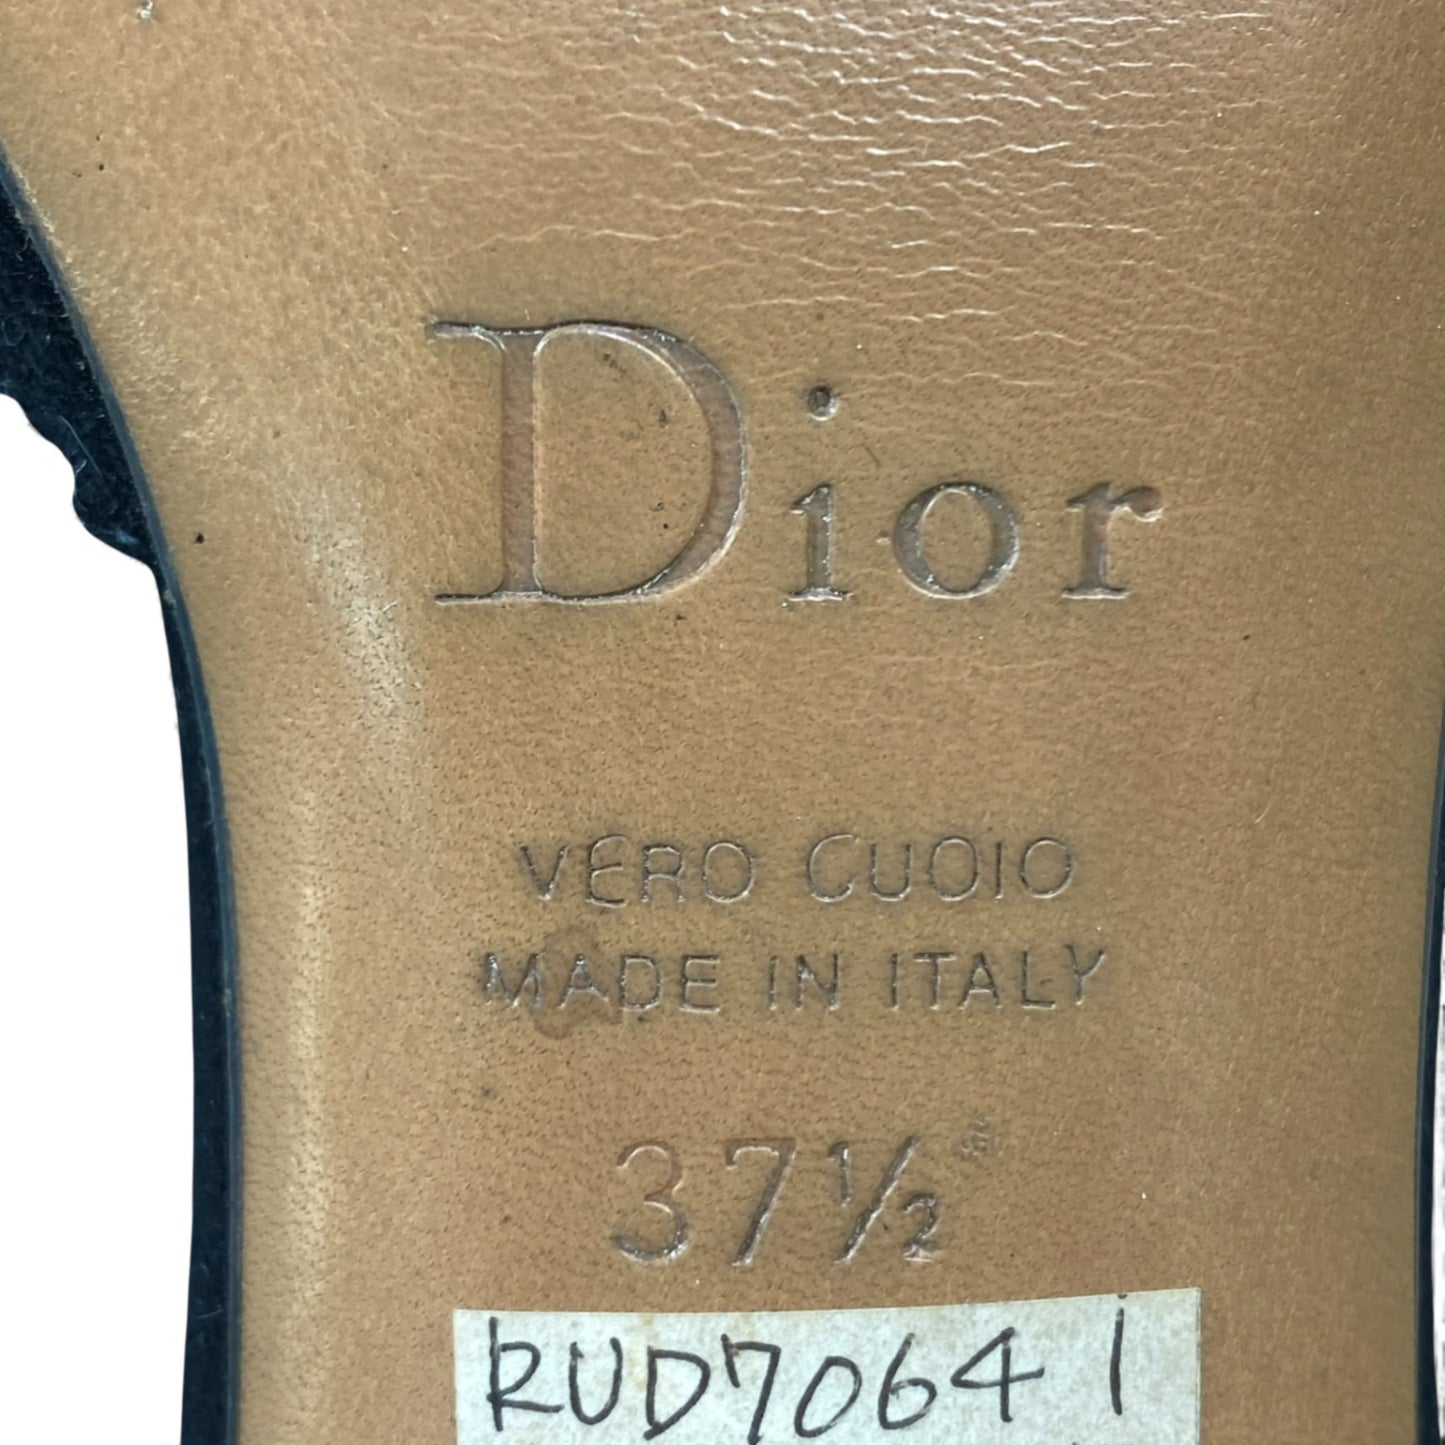 Dior
VERO CUOIO
MADE IN ITALY
37½
RUD7064 1